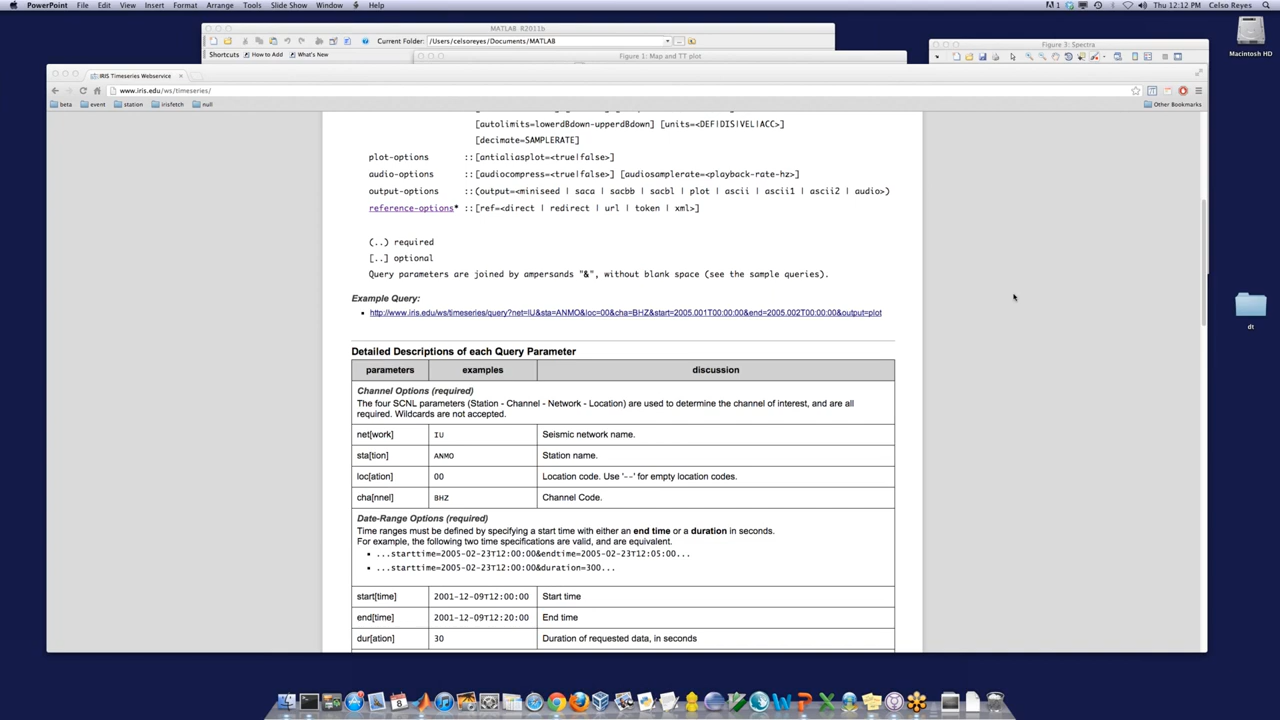 PowerPoint File Edit View Insert Format Arrange Tools Slide Show Window Help
1 Thu 12:12 PM Celso Reyes
MATLAB R2011b
Current Folder: /Users/celsoreyes/Documents/MATLAB
Shortcuts How to Add What's New
Figure 1: Map and TT plot
Figure 3: Spectra
Macintosh HD
IRIS Timeseries Webservice
www.iris.edu/ws/timeseries/
beta event station irisfetch null Other Bookmarks
[autolimits=lowerdBdown-upperdBdown] [units=<DEF|DIS|VEL|ACC>]
[decimate=SAMPLERATE]
plot-options ::[antialiasplot=<true|false>]
audio-options ::[audiocompress=<true|false>] [audiosamplerate=<playback-rate-hz>]
output-options ::(output=<miniseed | saca | sacbb | sacbl | plot | ascii | ascii1 | ascii2 | audio>)
reference-options* ::[ref=<direct | redirect | url | token | xml>]
(..) required
[..] optional
Query parameters are joined by ampersands "&", without blank space (see the sample queries).
Example Query:
http://www.iris.edu/ws/timeseries/query?net=IU&sta=ANMO&loc=00&cha=BHZ&start=2005.001T00:00:00&end=2005.002T00:00:00&output=plot
dt
Detailed Descriptions of each Query Parameter
parameters examples discussion
Channel Options (required)
The four SCNL parameters (Station - Channel - Network - Location) are used to determine the channel of interest, and are all
required. Wildcards are not accepted.
net[work] IU Seismic network name.
sta[tion] ANMO Station name.
loc[ation] 00 Location code. Use '--' for empty location codes.
cha[nnel] BHZ Channel Code.
Date-Range Options (required)
Time ranges must be defined by specifying a start time with either an end time or a duration in seconds.
For example, the following two time specifications are valid, and are equivalent.
...starttime=2005-02-23T12:00:00&endtime=2005-02-23T12:05:00...
...starttime=2005-02-23T12:00:00&duration=300...
start[time] 2001-12-09T12:00:00 Start time
end[time] 2001-12-09T12:20:00 End time
dur[ation] 30 Duration of requested data, in seconds
8